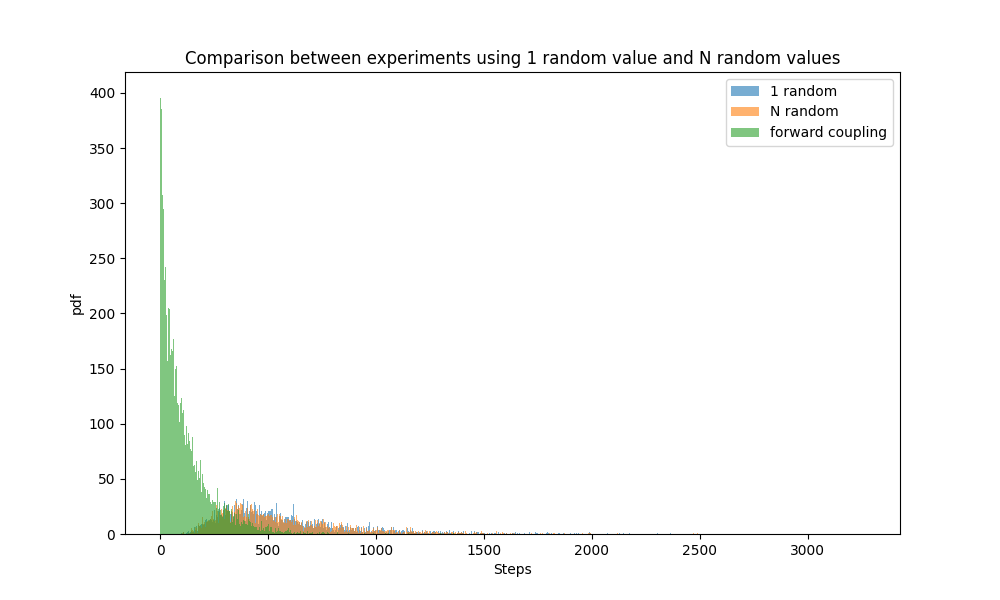 Comparison between experiments using 1 random value and N random values
1 random
N random
forward coupling
400
350
300
250
200
150
100
50
0
pdf
0 500 1000 1500 2000 2500 3000
Steps